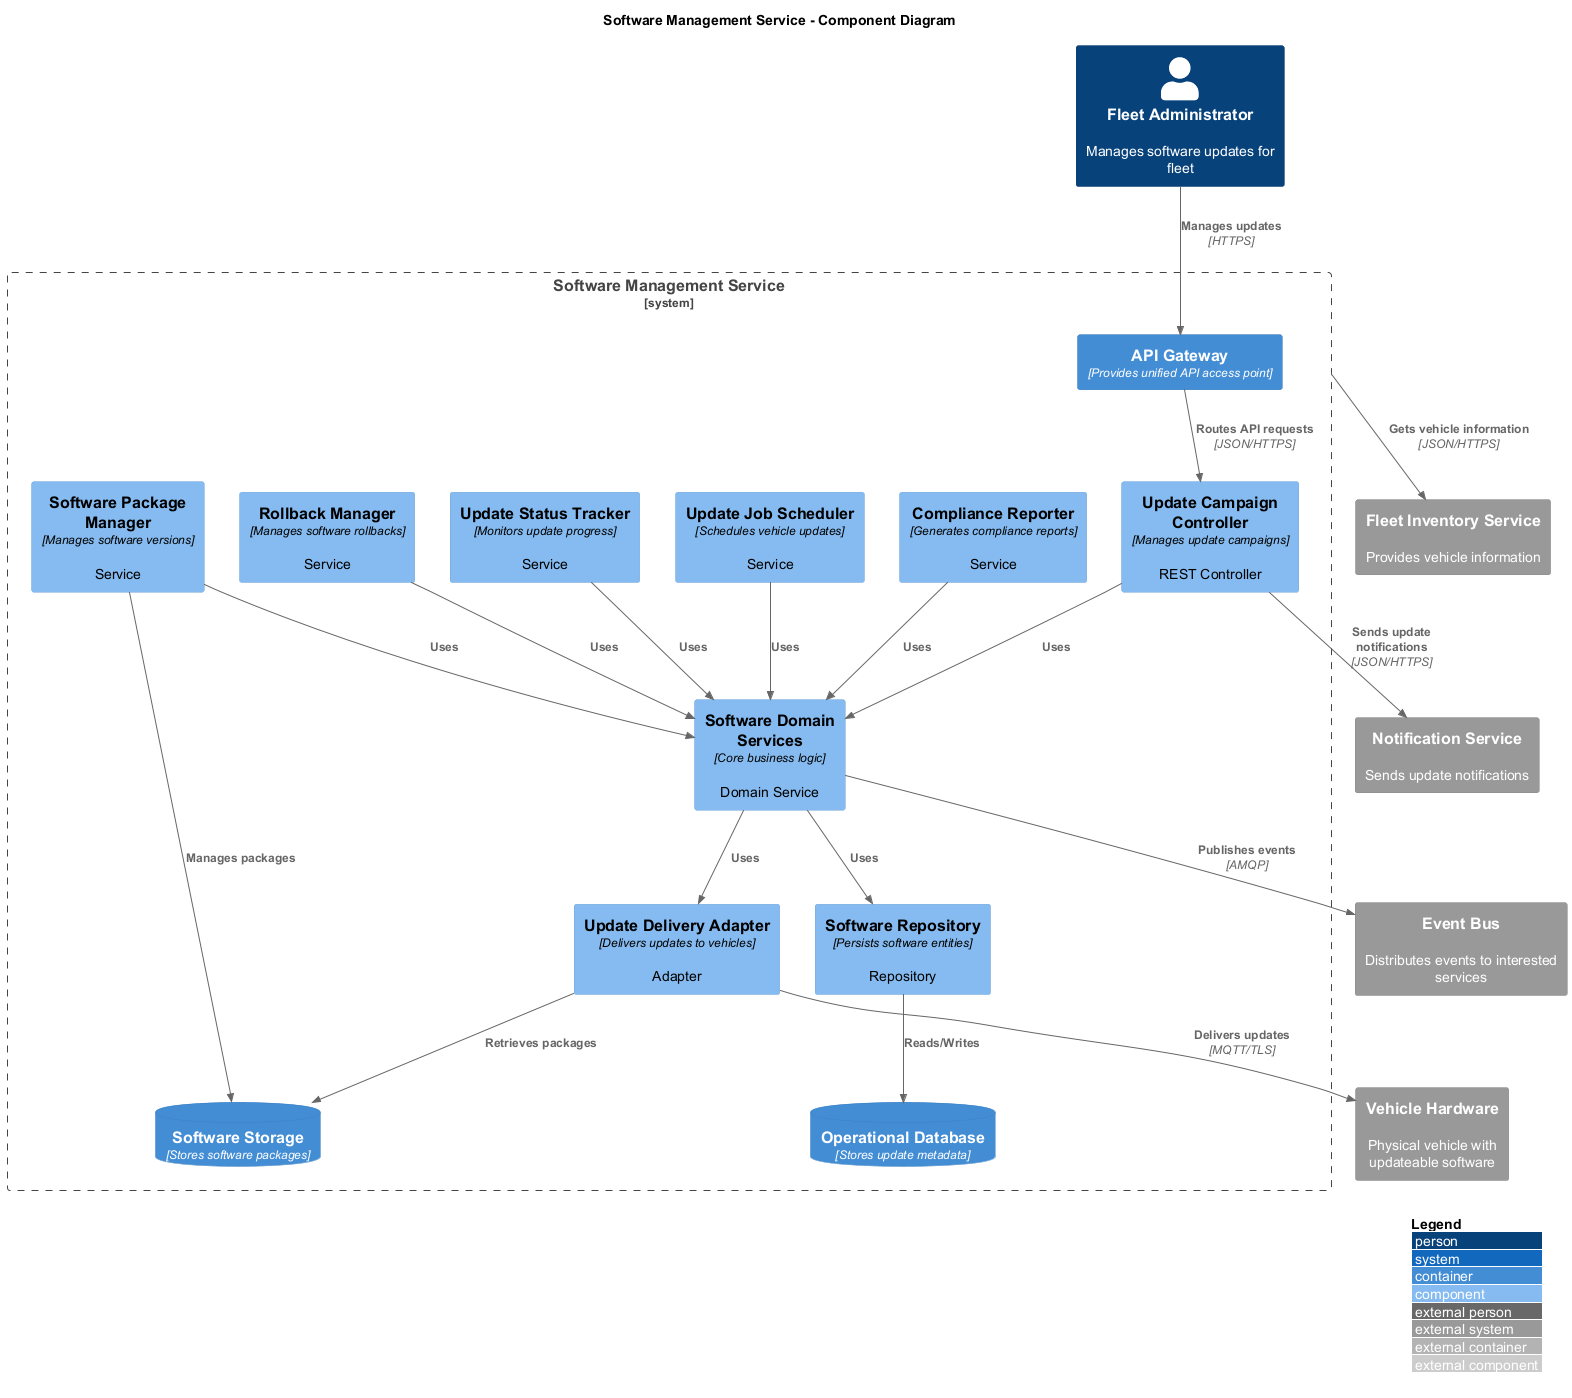 Software Management Service - Component Diagram
Fleet Administrator
Manages software updates for
fleet
Manages updates
[HTTPS]
Software Management Service
[system]
API Gateway
[Provides unified API access point]
Routes API requests
[JSON/HTTPS]
Gets vehicle information
[JSON/HTTPS]
Software Package
Manager
[Manages software versions]
Service
Rollback Manager
[Manages software rollbacks]
Service
Update Status Tracker
[Monitors update progress]
Service
Update Job Scheduler
[Schedules vehicle updates]
Service
Compliance Reporter
[Generates compliance reports]
Service
Update Campaign
Controller
[Manages update campaigns]
REST Controller
Fleet Inventory Service
Provides vehicle information
Uses
Uses
Uses
Uses
Uses
Uses
Sends update
notifications
[JSON/HTTPS]
Software Domain
Services
[Core business logic]
Domain Service
Notification Service
Sends update notifications
Manages packages
Uses
Uses
Publishes events
[AMQP]
Update Delivery Adapter
[Delivers updates to vehicles]
Adapter
Software Repository
[Persists software entities]
Repository
Event Bus
Distributes events to interested
services
Retrieves packages
Reads/Writes
Delivers updates
[MQTT/TLS]
Software Storage
[Stores software packages]
Operational Database
[Stores update metadata]
Vehicle Hardware
Physical vehicle with
updateable software
Legend
person
system
container
component
external person
external system
external container
external component